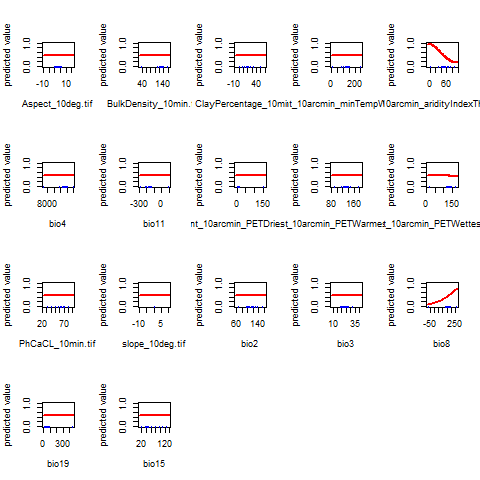 predicted value
0.0 1.0
-10 10
Aspect_10deg.tif
predicted value
0.0 1.0
40 140
BulkDensity_10min.
predicted value
0.0 1.0
-10 40
ClayPercentage_10mi
predicted value
0.0 1.0
0 200
t_10arcmin_minTemp
predicted value
0.0 1.0
0 60
10arcmin_aridityIndexTh
predicted value
0.0 1.0
8000
bio4
predicted value
0.0 1.0
-300 0
bio11
predicted value
0.0 1.0
0 150
nt_10arcmin_PETDriest
predicted value
0.0 1.0
80 160
_10arcmin_PETWarmes
predicted value
0.0 1.0
0 150
_10arcmin_PETWettes
predicted value
0.0 1.0
20 70
PhCaCL_10min.tif
predicted value
0.0 1.0
-10 5
slope_10deg.tif
predicted value
0.0 1.0
60 140
bio2
predicted value
0.0 1.0
10 35
bio3
predicted value
0.0 1.0
-50 250
bio8
predicted value
0.0 1.0
0 300
bio19
predicted value
0.0 1.0
20 120
bio15